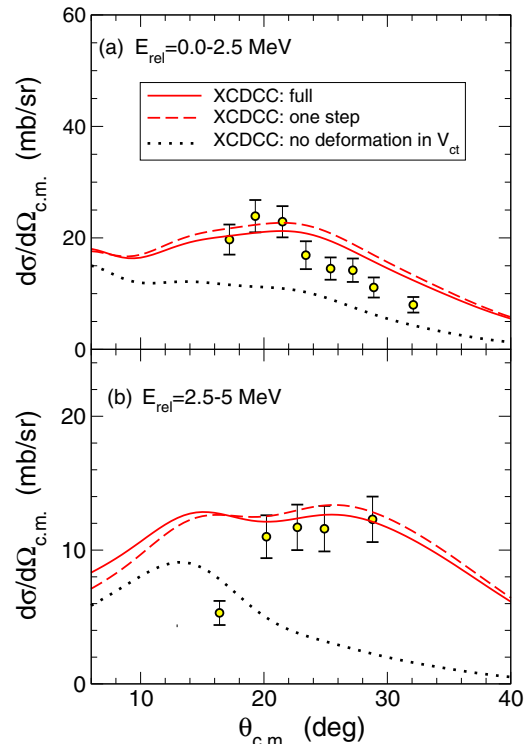 (a) E_rel=0.0-2.5 MeV
XCDCC: full
XCDCC: one step
XCDCC: no deformation in V_ct
dσ/dΩ_c.m. (mb/sr)
60
40
20
0
(b) E_rel=2.5-5 MeV
dσ/dΩ_c.m. (mb/sr)
20
10
0
10 20 30 40
θ_c.m. (deg)